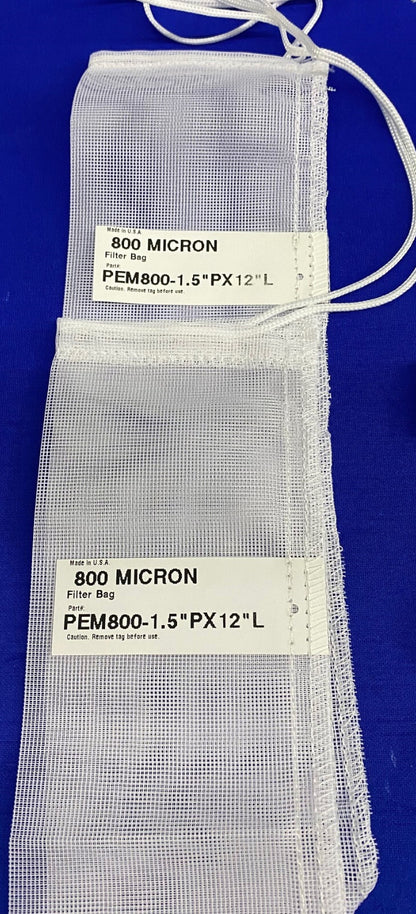 Made in U.S.A.
800 MICRON
Filter Bag
Part#:
PEM800-1.5"PX12"L
Caution. Remove tag before use.
Made in U.S.A.
800 MICRON
Filter Bag
Part#:
PEM800-1.5"PX12"L
Caution. Remove tag before use.